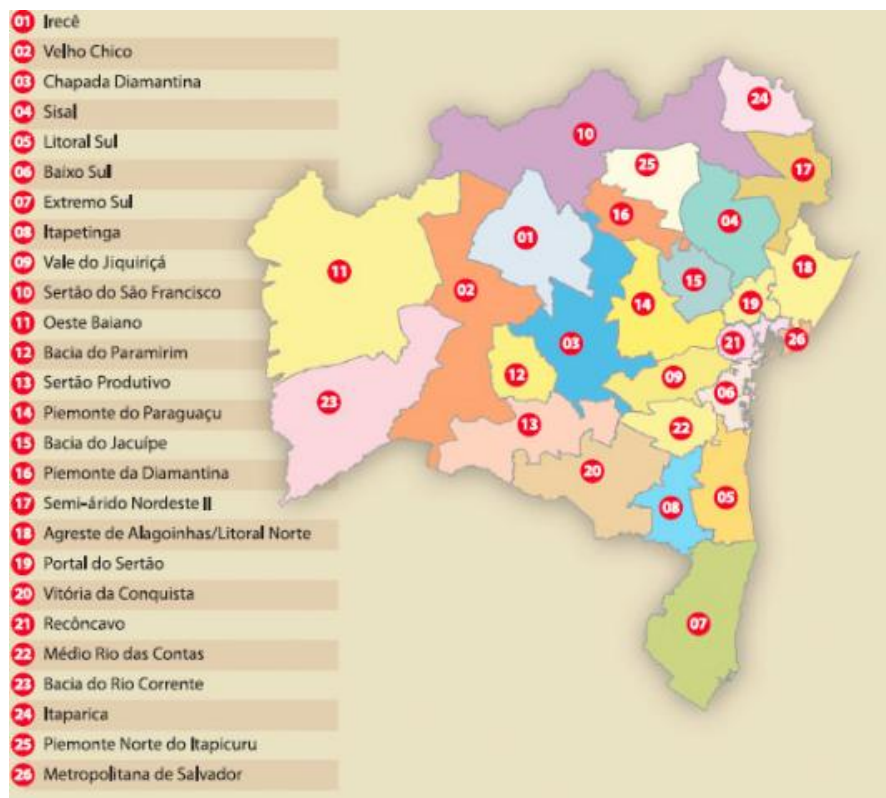 01 Irecê
02 Velho Chico
03 Chapada Diamantina
04 Sisal
05 Litoral Sul
06 Baixo Sul
07 Extremo Sul
08 Itapetinga
09 Vale do Jiquiriçá
10 Sertão do São Francisco
11 Oeste Baiano
12 Bacia do Paramirim
13 Sertão Produtivo
14 Piemonte do Paraguaçu
15 Bacia do Jacuípe
16 Piemonte da Diamantina
17 Semi-árido Nordeste II
18 Agreste de Alagoinhas/Litoral Norte
19 Portal do Sertão
20 Vitória da Conquista
21 Recôncavo
22 Médio Rio das Contas
23 Bacia do Rio Corrente
24 Itaparica
25 Piemonte Norte do Itapicuru
26 Metropolitana de Salvador
24
10
25
17
16
04
01
18
11
15
02
19
14
21
26
03
12
09
06
23
13
22
20
05
08
07